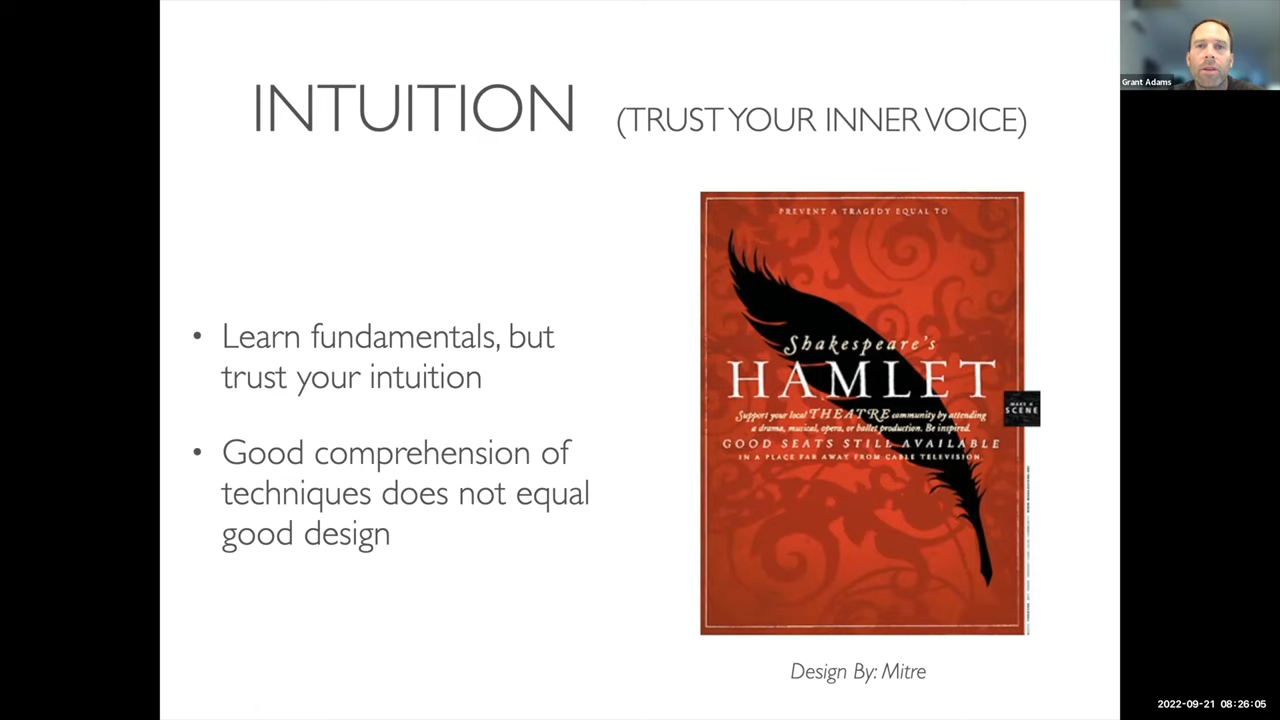 INTUITION (TRUST YOUR INNER VOICE)
Grant Adams
• Learn fundamentals, but
trust your intuition
• Good comprehension of
techniques does not equal
good design
PREVENT A TRAGEDY EQUAL TO
Shakespeare's
HAMLET
Support your local THEATRE community by attending
a drama, musical, opera, or ballet production. Be inspired.
GOOD SEATS STILL AVAILABLE
IN A PLACE FAR AWAY FROM CABLE TELEVISION.
MAKE A
SCENE
Design By: Mitre
2022-09-21 08:26:05